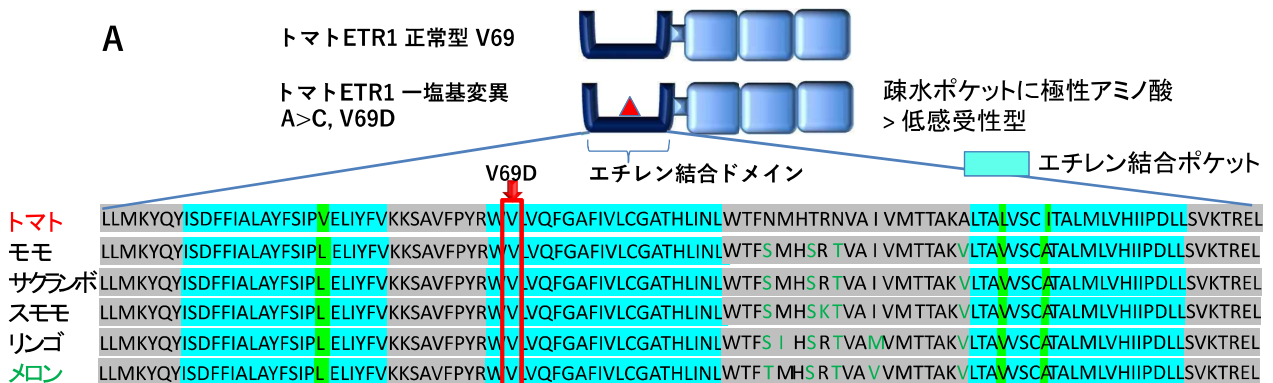 A
トマトETR1 正常型 V69
トマトETR1 一塩基変異
A>C, V69D
疎水ポケットに極性アミノ酸
> 低感受性型
エチレン結合ポケット
V69D
エチレン結合ドメイン
トマト LLMKYQYISDFFIALAYFSIPVELIYFVKKSAVFPYRWVLVQFGAFIVLCGATHLINLWTFNMHTRNVAIVMTTAKALTALVSCITALMLVHIIPDLLSVKTREL
モモ LLMKYQYISDFFIALAYFSIPLELIYFVKKSAVFPYRWVLVQFGAFIVLCGATHLINLWTFSMHSRTVAIVMTTAKVLTAVVSCATALMLVHIIPDLLSVKTREL
サクランボ LLMKYQYISDFFIALAYFSIPLELIYFVKKSAVFPYRWVLVQFGAFIVLCGATHLINLWTFSMHSRTVAIVMTTAKVLTAVVSCATALMLVHIIPDLLSVKTREL
スモモ LLMKYQYISDFFIALAYFSIPLELIYFVKKSAVFPYRWVLVQFGAFIVLCGATHLINLWTFSMHSKTVAIVMTTAKVLTAVVSCATALMLVHIIPDLLSVKTREL
リンゴ LLMKYQYISDFFIALAYFSIPLELIYFVKKSAVFPYRWVLVQFGAFIVLCGATHLINLWTFSIHSRTVAMVMTTAKVLTAVVSCATALMLVHIIPDLLSVKTREL
メロン LLMKYQYISDFFIALAYFSIPLELIYFVKKSAVFPYRWVLVQFGAFIVLCGATHLINLWTFTMHSRTVAVVMTTAKVLTAVVSCATALMLVHIIPDLLSVKTREL